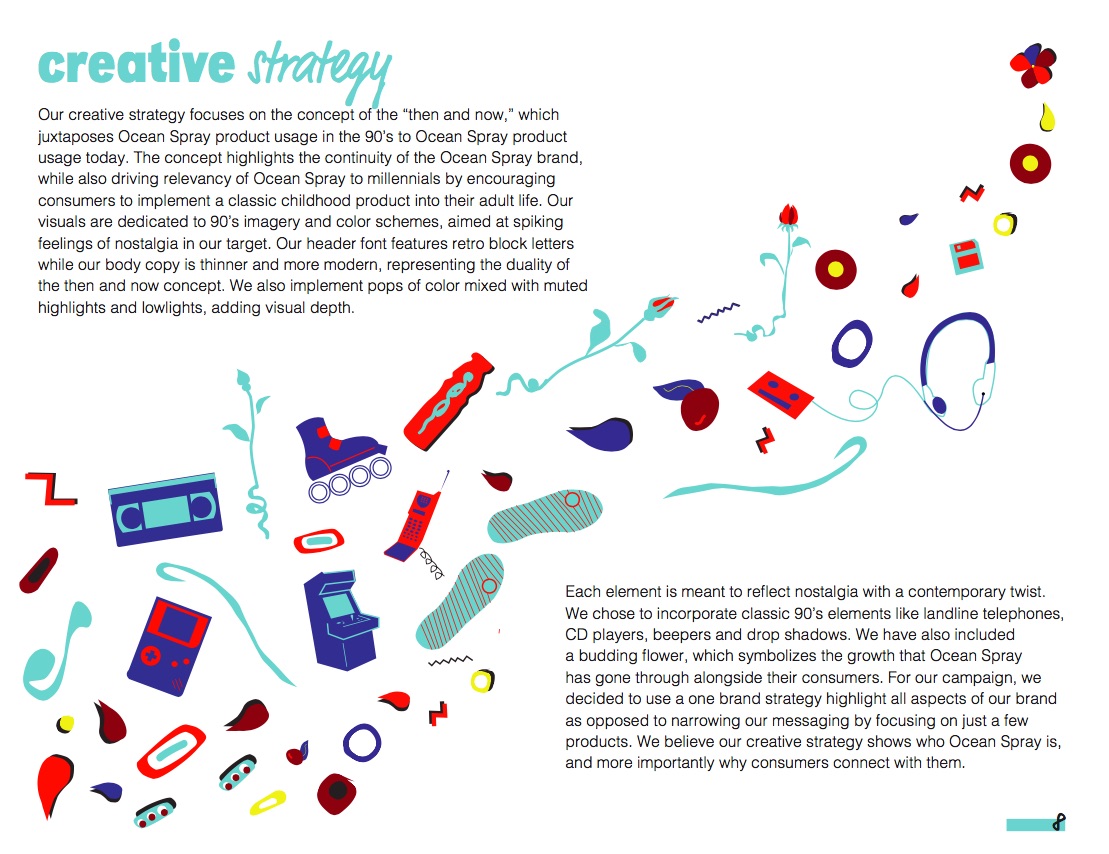 creative strategy
Our creative strategy focuses on the concept of the “then and now,” which
juxtaposes Ocean Spray product usage in the 90’s to Ocean Spray product
usage today. The concept highlights the continuity of the Ocean Spray brand,
while also driving relevancy of Ocean Spray to millennials by encouraging
consumers to implement a classic childhood product into their adult life. Our
visuals are dedicated to 90’s imagery and color schemes, aimed at spiking
feelings of nostalgia in our target. Our header font features retro block letters
while our body copy is thinner and more modern, representing the duality of
the then and now concept. We also implement pops of color mixed with muted
highlights and lowlights, adding visual depth.
Each element is meant to reflect nostalgia with a contemporary twist.
We chose to incorporate classic 90’s elements like landline telephones,
CD players, beepers and drop shadows. We have also included
a budding flower, which symbolizes the growth that Ocean Spray
has gone through alongside their consumers. For our campaign, we
decided to use a one brand strategy highlight all aspects of our brand
as opposed to narrowing our messaging by focusing on just a few
products. We believe our creative strategy shows who Ocean Spray is,
and more importantly why consumers connect with them.
8